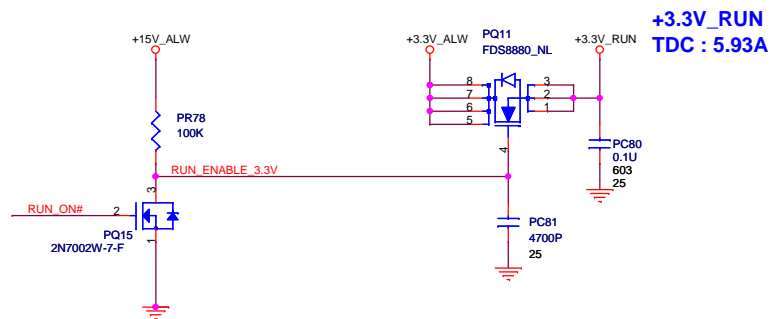 +3.3V_RUN
TDC : 5.93A
+15V_ALW
+3.3V_ALW
PQ11
FDS8880_NL
+3.3V_RUN
8
7
6
5
3
2
1
4
PR78
100K
PC80
0.1U
603
25
RUN_ENABLE_3.3V
3
RUN_ON#
2
1
PQ15
2N7002W-7-F
PC81
4700P
25